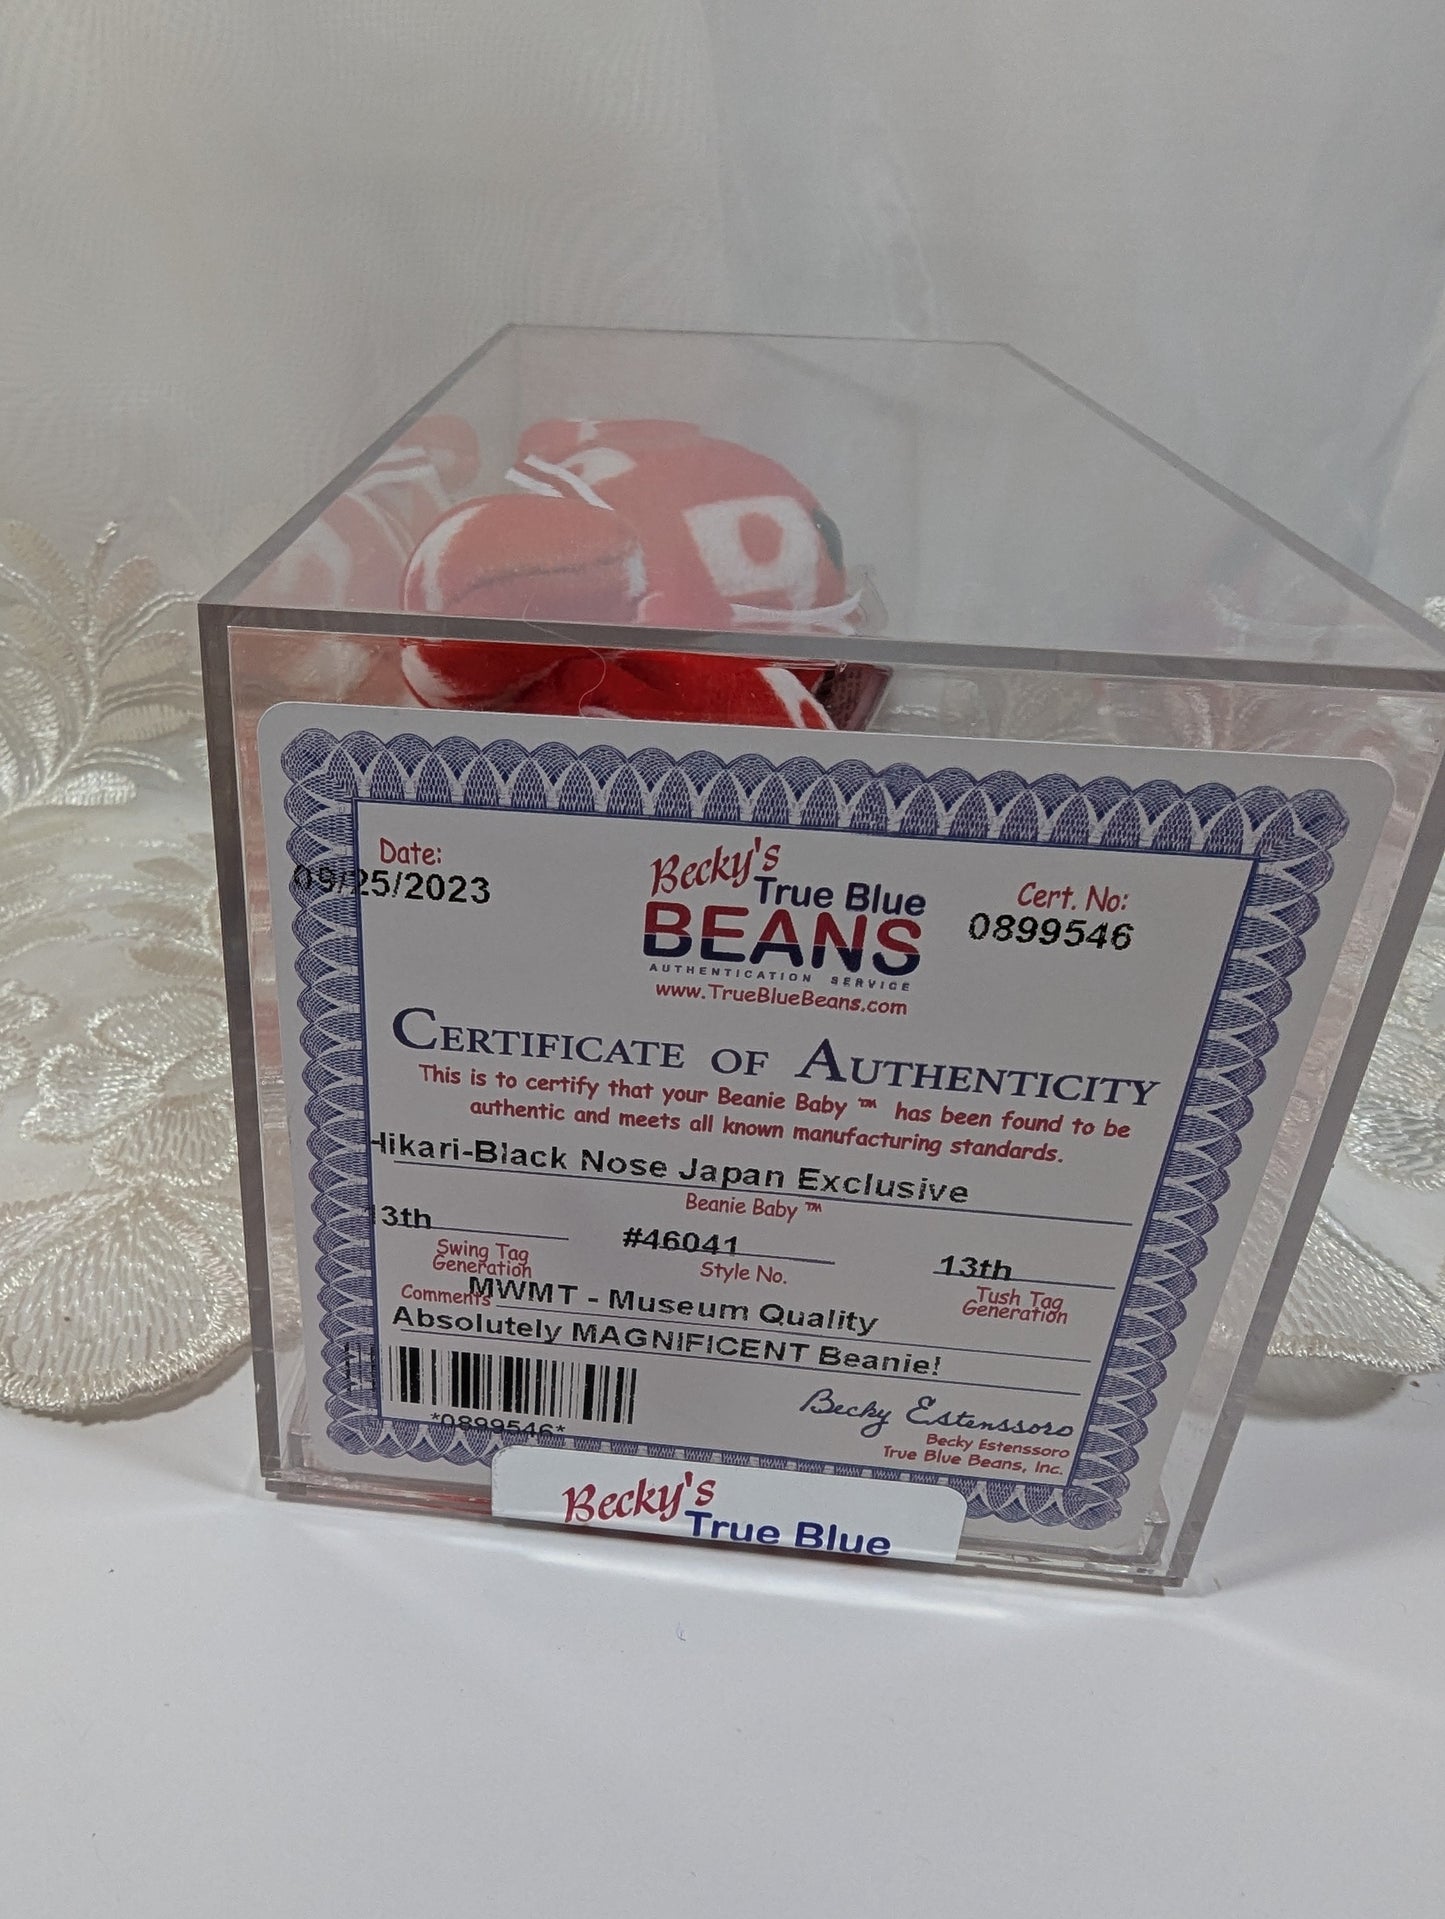 Date:
09/25/2023
Becky's
True Blue
BEANS
AUTHENTICATION SERVICE
www.TrueBlueBeans.com
Cert. No:
0899546
CERTIFICATE OF AUTHENTICITY
This is to certify that your Beanie Baby ™ has been found to be
authentic and meets all known manufacturing standards.
Hikari-Black Nose Japan Exclusive
Beanie Baby ™
13th
Swing Tag
Generation
#46041
Style No.
13th
Tush Tag
Generation
Comments MWMT - Museum Quality
Absolutely MAGNIFICENT Beanie!
*0899546*
Becky Estenssoro
Becky Estenssoro
True Blue Beans, Inc.
Becky's
True Blue